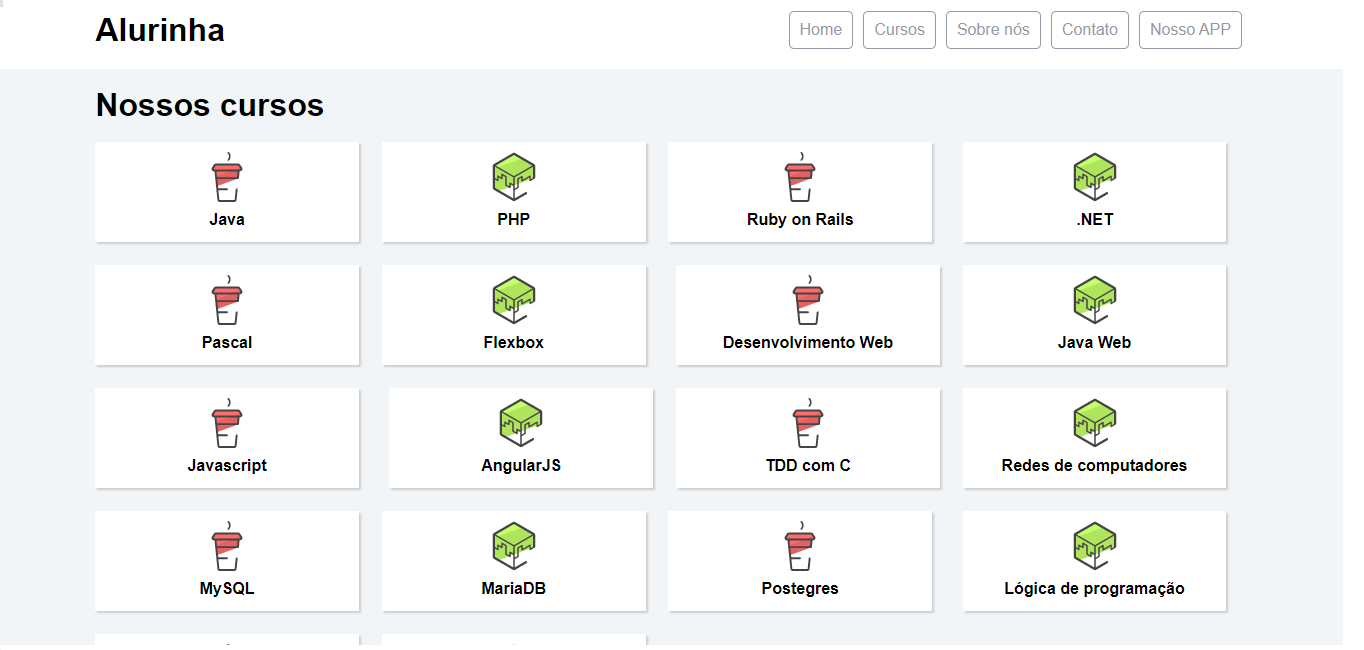 Alurinha
Home Cursos Sobre nós Contato Nosso APP
Nossos cursos
Java PHP Ruby on Rails .NET
Pascal Flexbox Desenvolvimento Web Java Web
Javascript AngularJS TDD com C Redes de computadores
MySQL MariaDB Postegres Lógica de programação